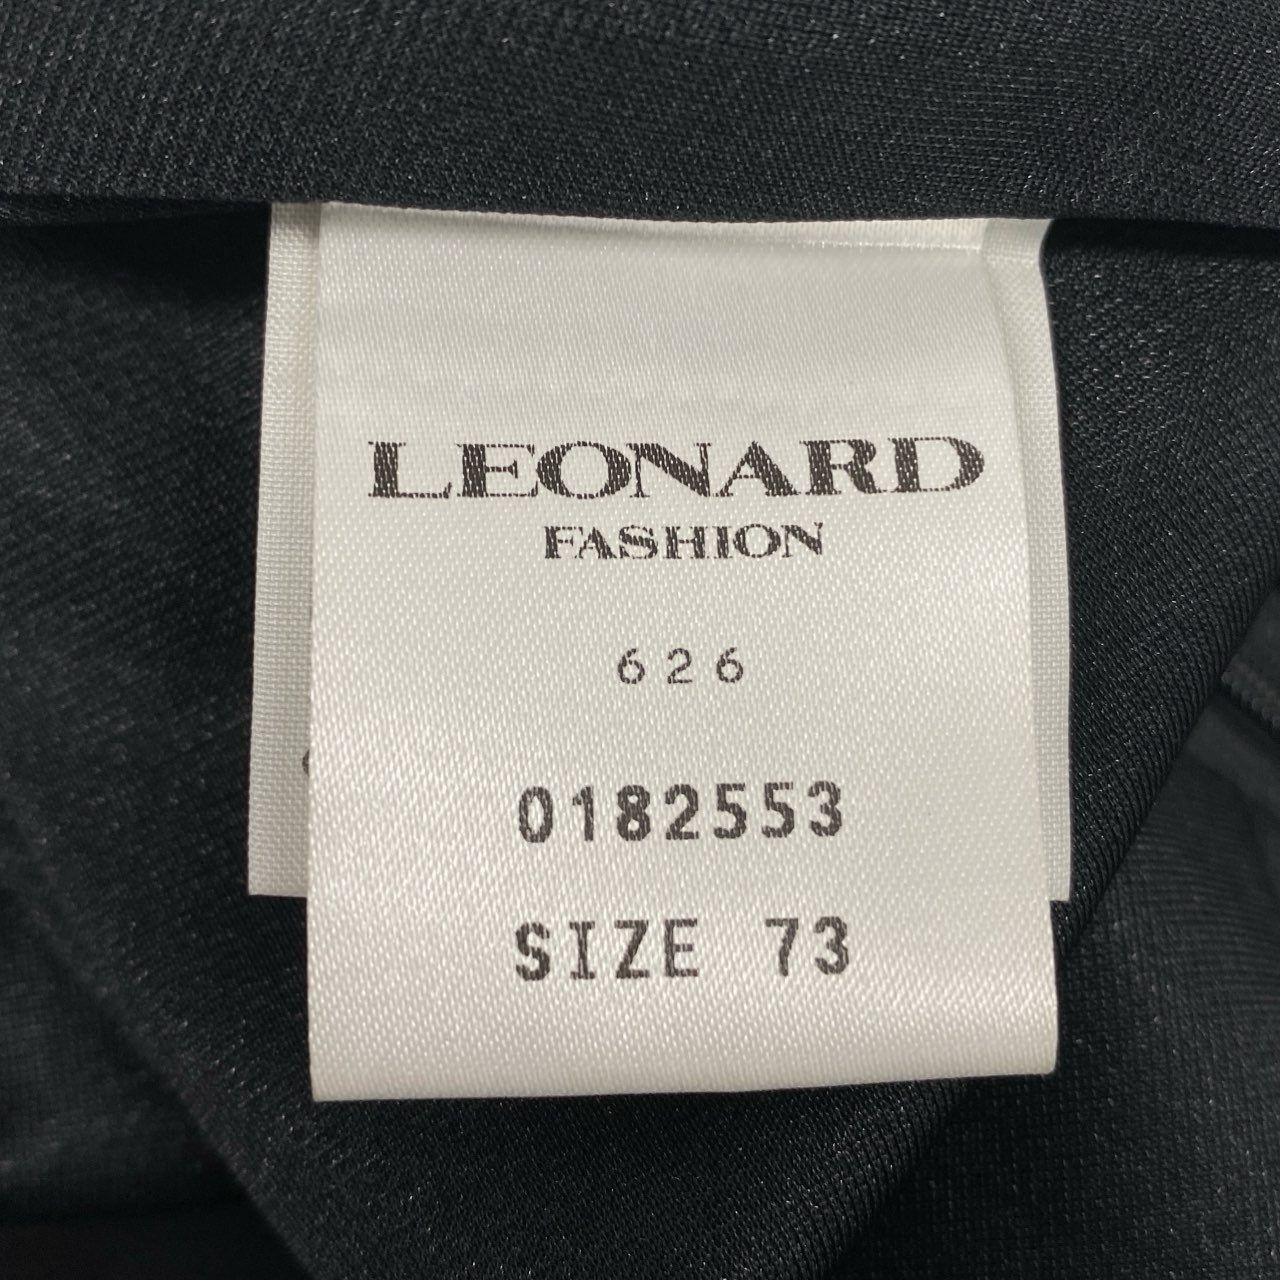 LEONARD
FASHION
626
0182553
SIZE 73